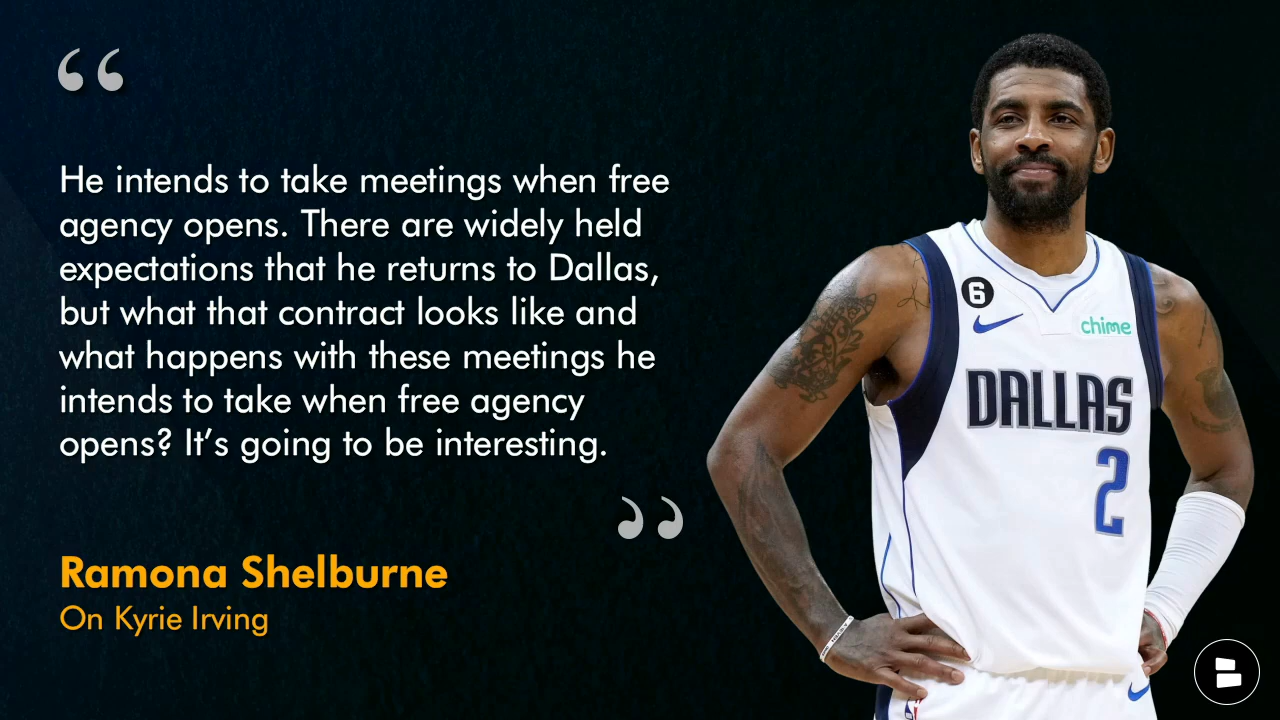 “
He intends to take meetings when free
agency opens. There are widely held
expectations that he returns to Dallas,
but what that contract looks like and
what happens with these meetings he
intends to take when free agency
opens? It’s going to be interesting.
”
Ramona Shelburne
On Kyrie Irving
6
chime
DALLAS
2